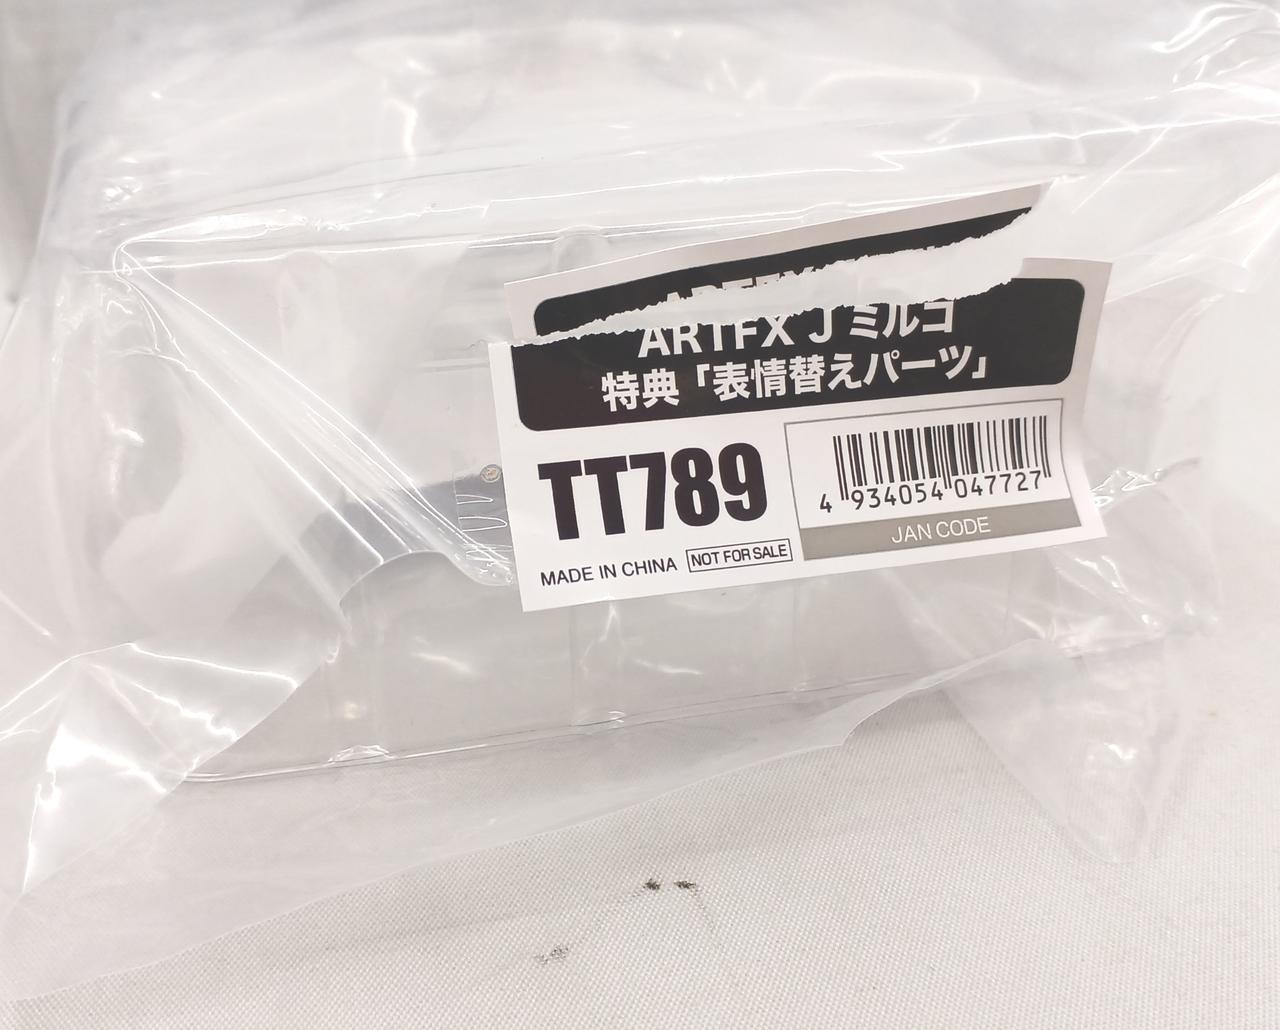 ARTFX J ミルコ
特典「表情替えパーツ」
TT789
4 934054 047727
JAN CODE
MADE IN CHINA NOT FOR SALE